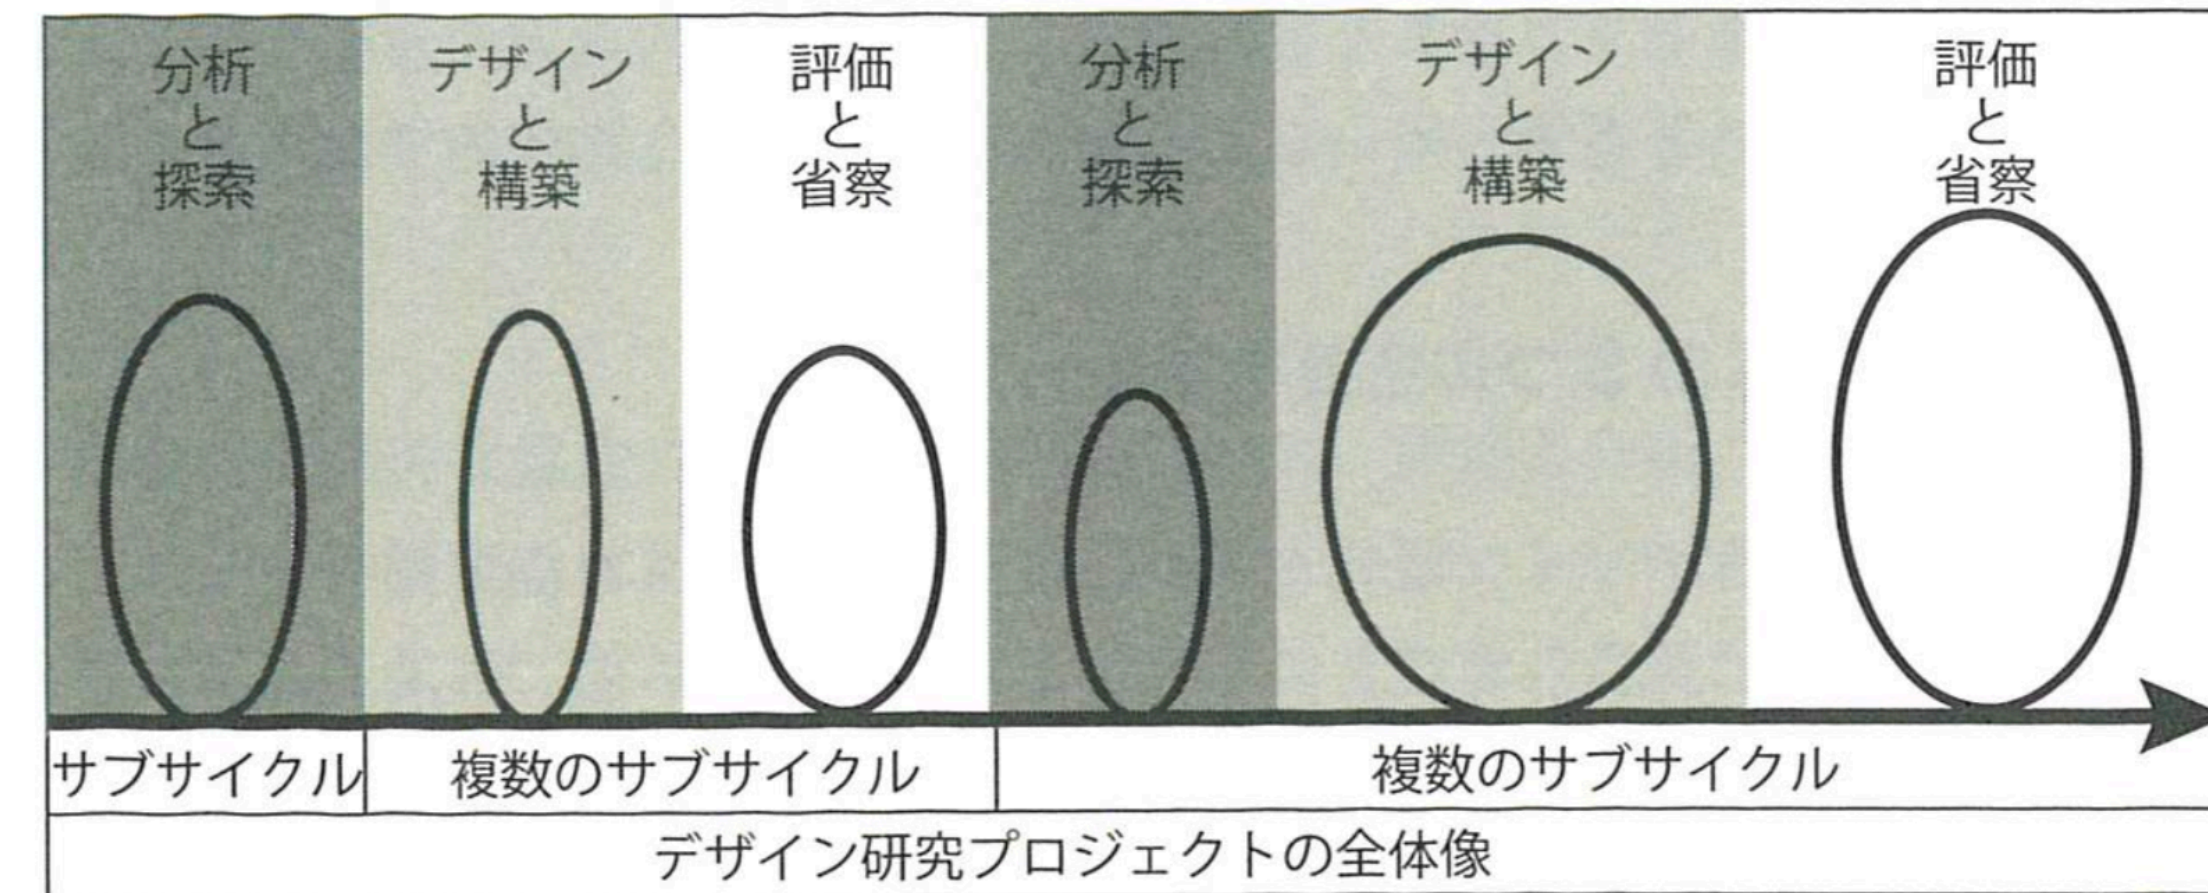 分析
と
探索
デザイン
と
構築
評価
と
省察
分析
と
探索
デザイン
と
構築
評価
と
省察
サブサイクル
複数のサブサイクル
複数のサブサイクル
デザイン研究プロジェクトの全体像